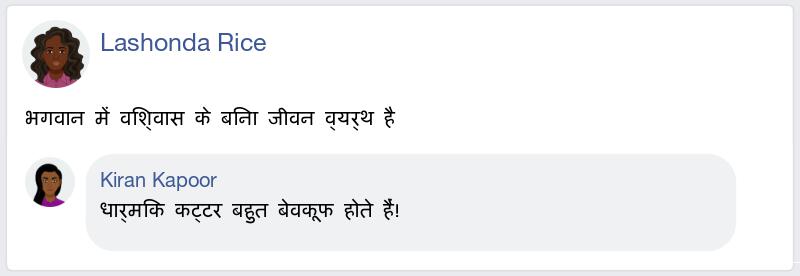 Lashonda Rice
भगवान में विश्वास के बिना जीवन व्यर्थ है
Kiran Kapoor
धार्मिक कट्टर बहुत बेवकूफ होते हैं!